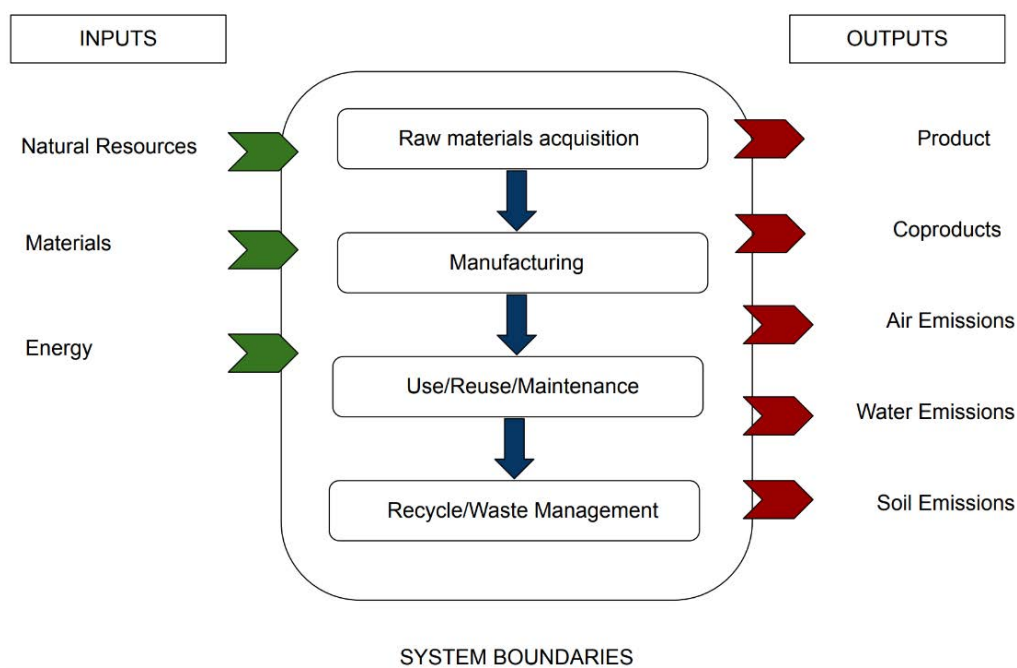 INPUTS
OUTPUTS
Natural Resources
Raw materials acquisition
Product
Materials
Manufacturing
Coproducts
Energy
Air Emissions
Use/Reuse/Maintenance
Water Emissions
Recycle/Waste Management
Soil Emissions
SYSTEM BOUNDARIES